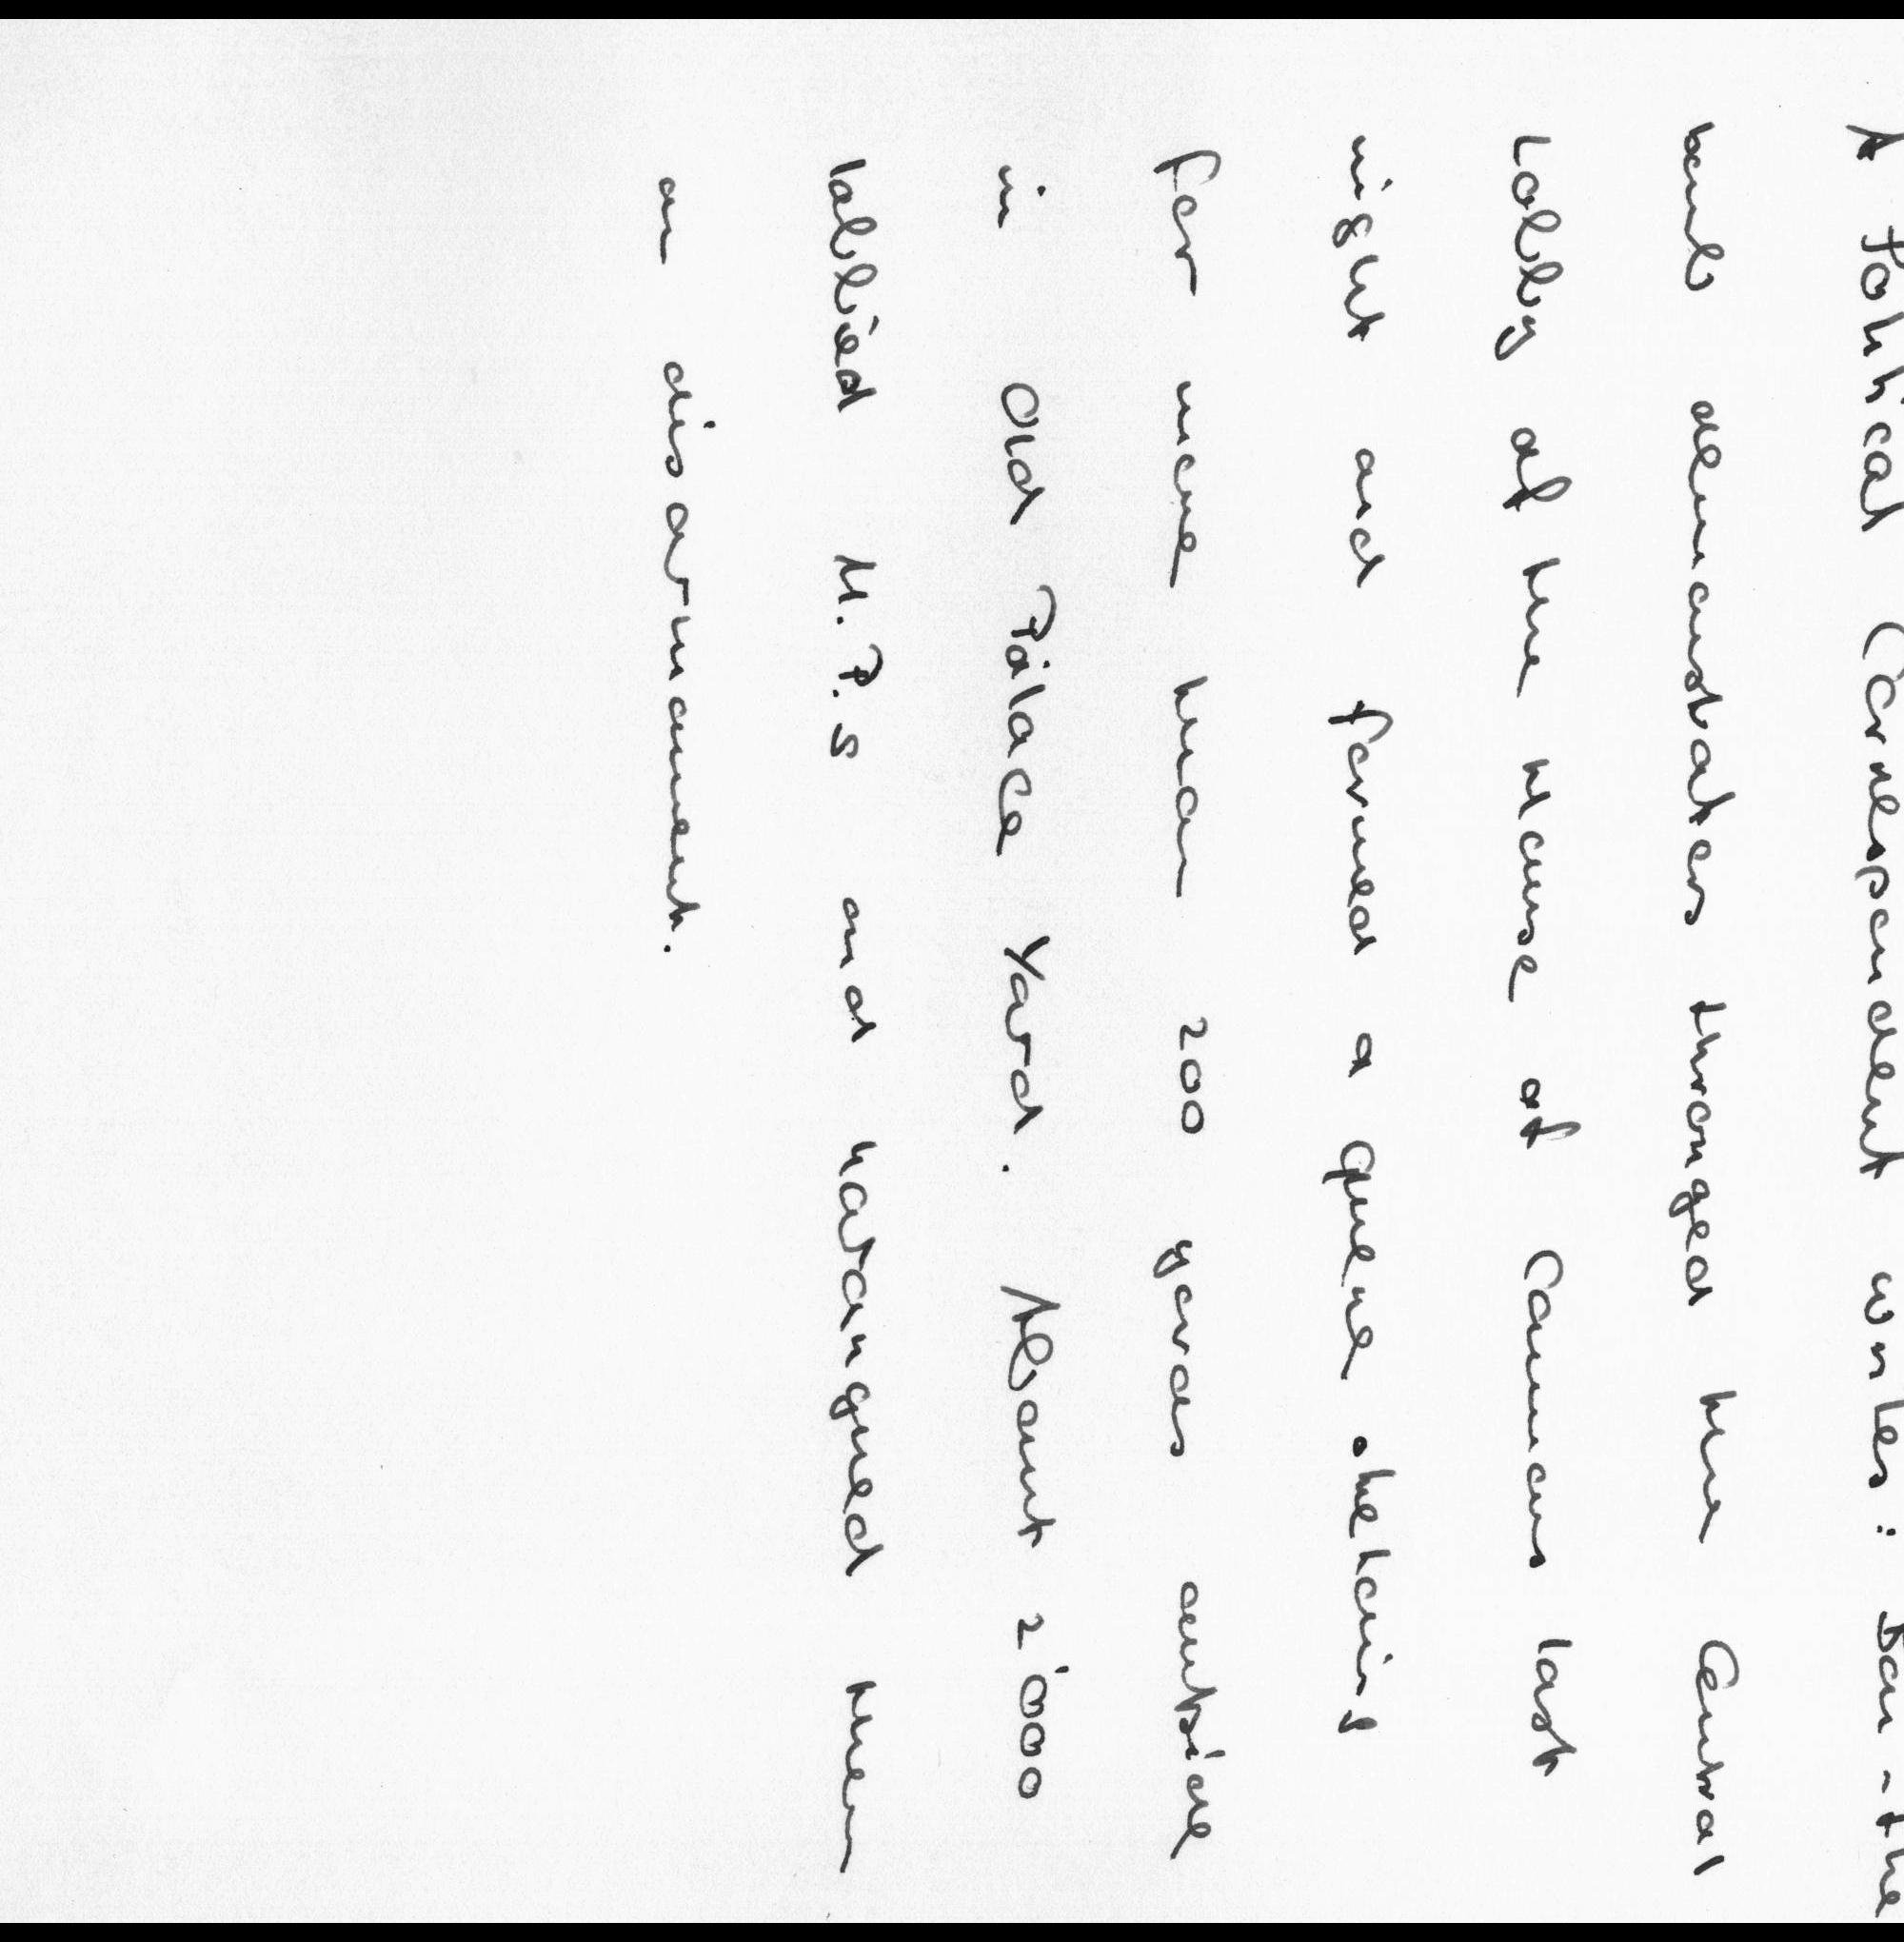 A Political Correspondent writes: Ban-the
bomb demonstrators thronged the Central
Lobby of the House of Commons last
night and formed a queue stretching
for more than 200 yards outside
in Old Palace Yard. About 2'000
lobbied M.P.s and harangued them
on disarmament.